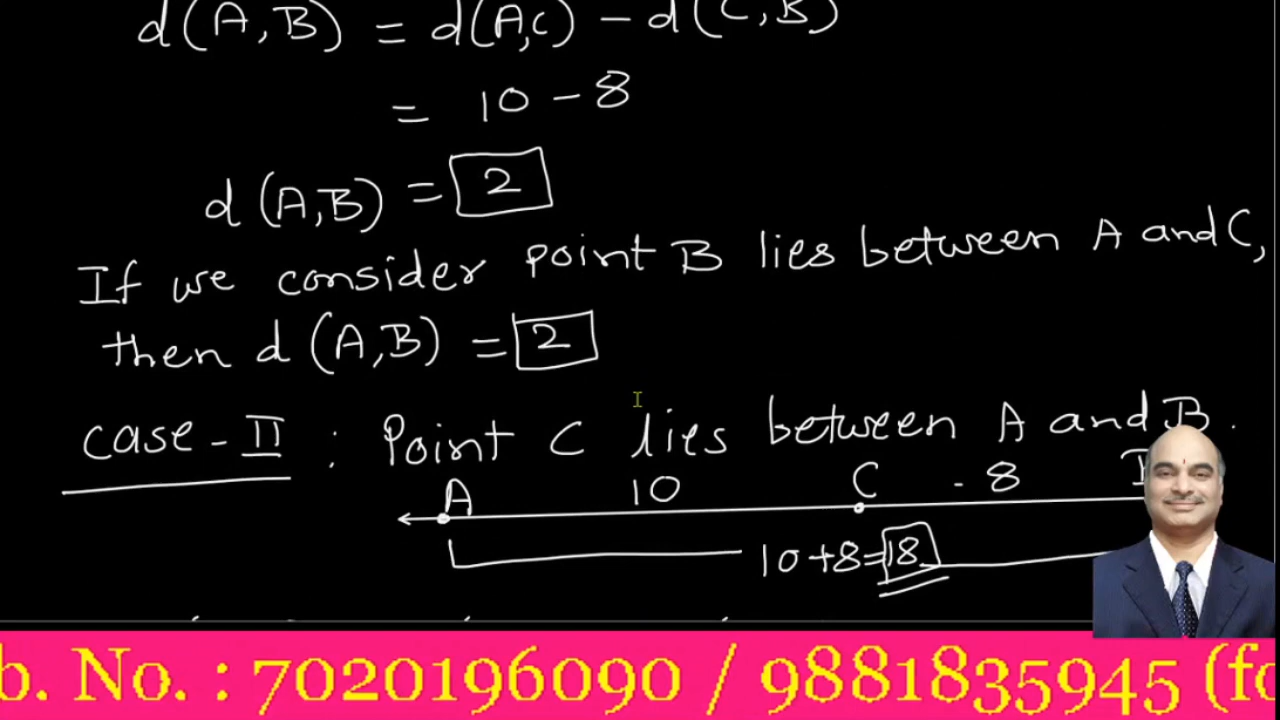 d(A,B) = d(A,C) - d(C,B)
= 10 - 8
d(A,B) = 2
If we consider point B lies between A and C,
then d(A,B) = 2
case - II : Point C lies between A and B.
A 10 C - 8
10+8=18
b. No. : 7020196090 / 9881835945 (fo